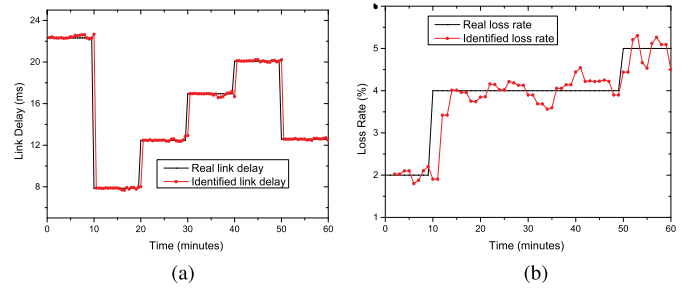 22
20
16
12
8
Link Delay (ms)
Real link delay
Identified link delay
0 10 20 30 40 50 60
Time (minutes)
(a)
6
5
4
3
2
1
Loss Rate (%)
Real loss rate
Identified loss rate
0 10 20 30 40 50 60
Time (minutes)
(b)